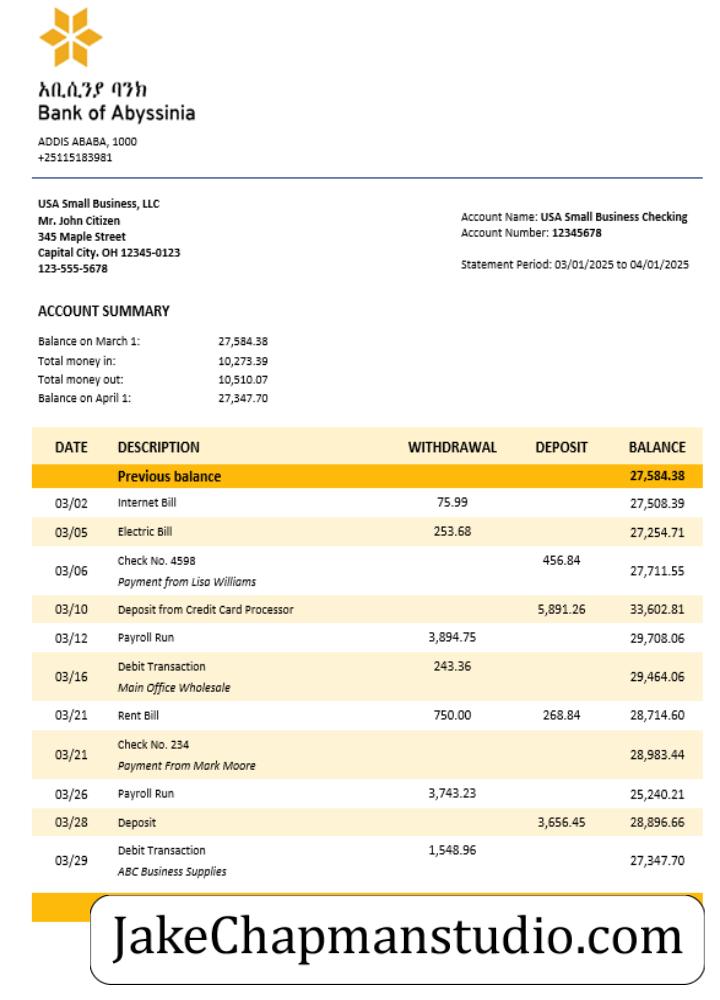 አቢሲንያ ባንክ
Bank of Abyssinia
ADDIS ABABA, 1000
+25115183981
USA Small Business, LLC
Mr. John Citizen
345 Maple Street
Capital City. OH 12345-0123
123-555-5678
Account Name: USA Small Business Checking
Account Number: 12345678
Statement Period: 03/01/2025 to 04/01/2025
ACCOUNT SUMMARY
Balance on March 1: 27,584.38
Total money in: 10,273.39
Total money out: 10,510.07
Balance on April 1: 27,347.70
DATE DESCRIPTION WITHDRAWAL DEPOSIT BALANCE
Previous balance 27,584.38
03/02 Internet Bill 75.99 27,508.39
03/05 Electric Bill 253.68 27,254.71
03/06 Check No. 4598 456.84 27,711.55
Payment from Lisa Williams
03/10 Deposit from Credit Card Processor 5,891.26 33,602.81
03/12 Payroll Run 3,894.75 29,708.06
03/16 Debit Transaction 243.36 29,464.06
Main Office Wholesale
03/21 Rent Bill 750.00 268.84 28,714.60
03/21 Check No. 234 28,983.44
Payment From Mark Moore
03/26 Payroll Run 3,743.23 25,240.21
03/28 Deposit 3,656.45 28,896.66
03/29 Debit Transaction 1,548.96 27,347.70
ABC Business Supplies
JakeChapmanstudio.com